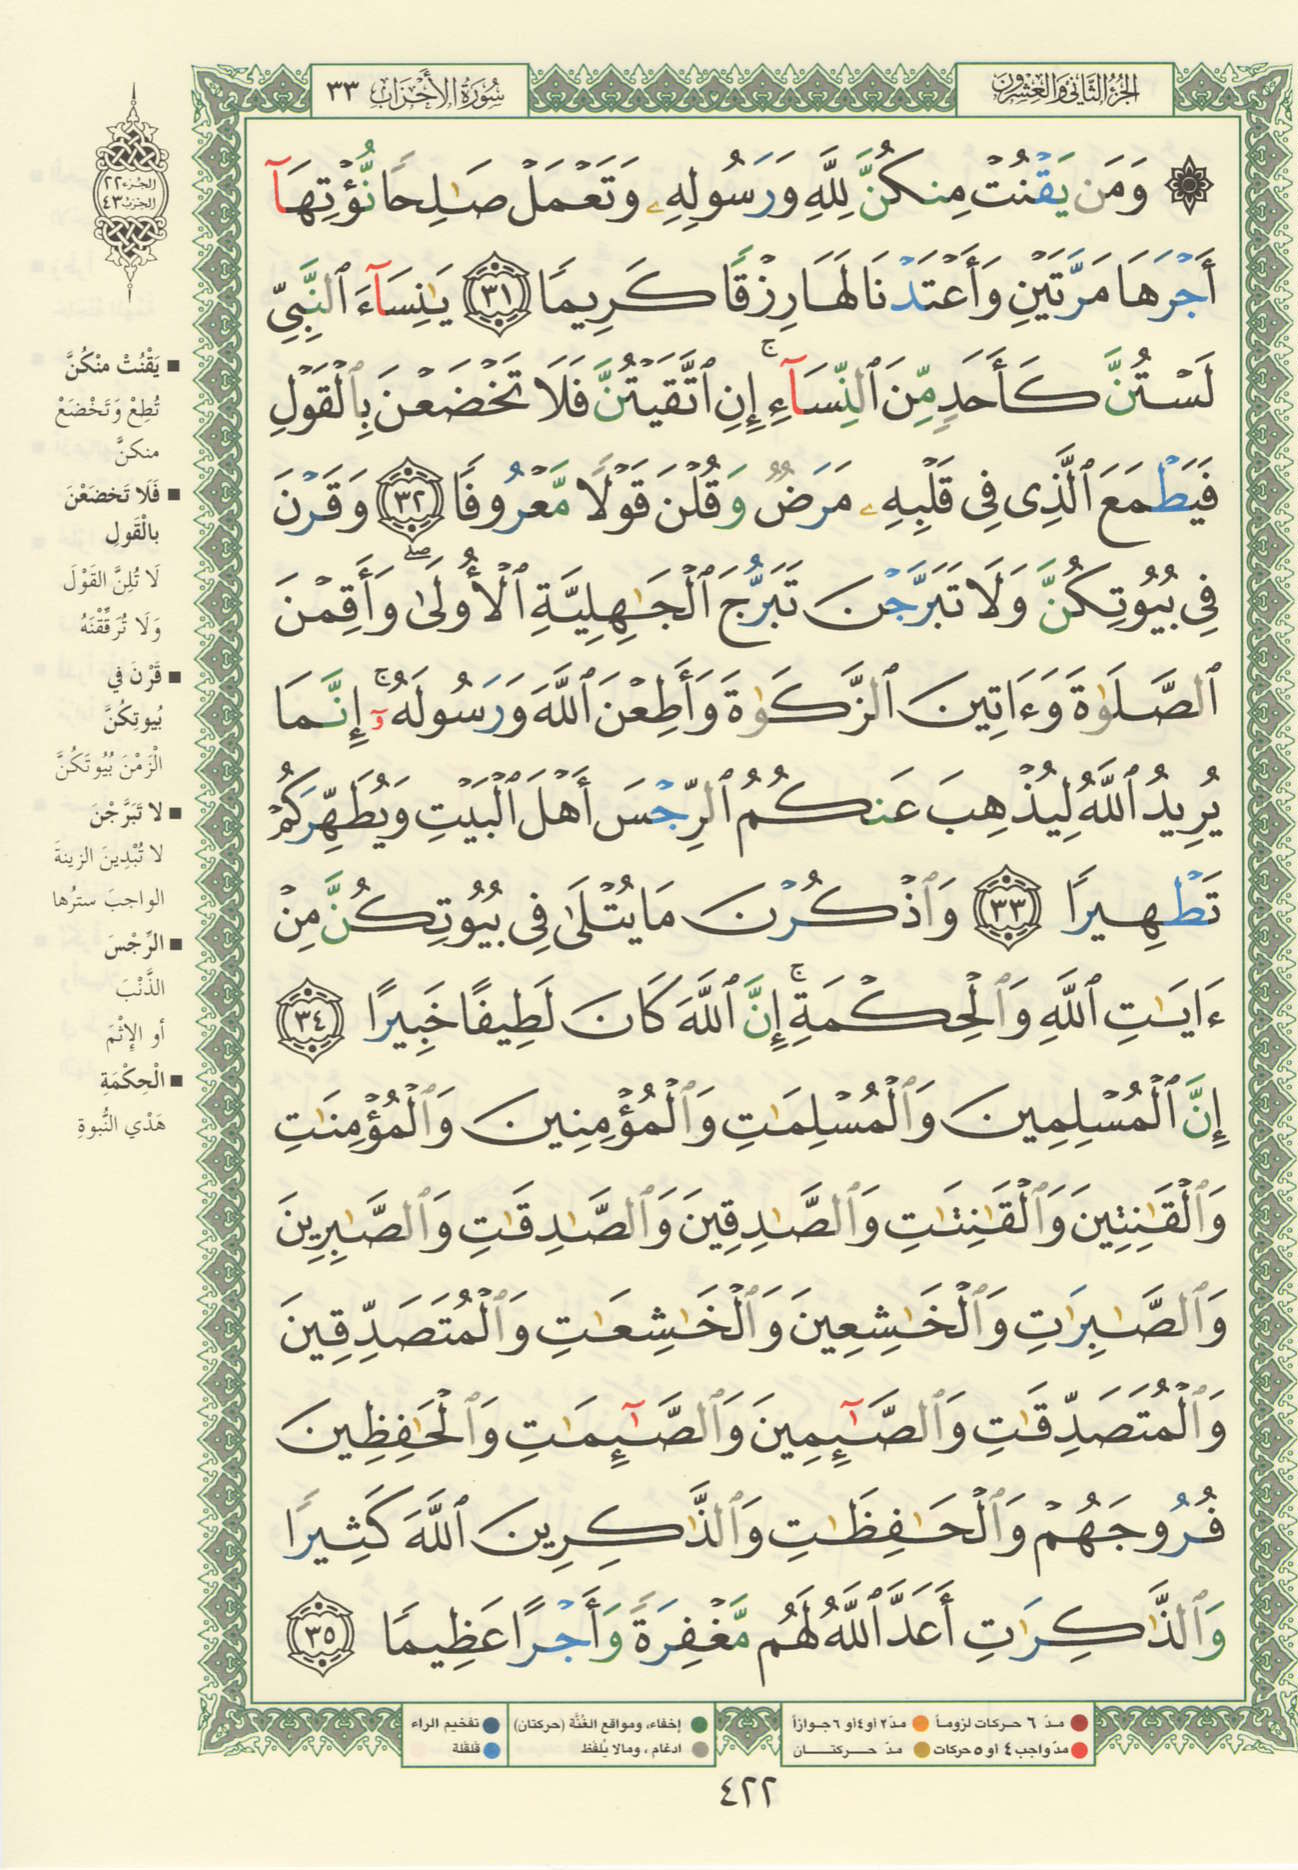 الجزء الثاني والعشرون
سورة الأحزاب ٣٣
الجزء ٢٢
الحزب ٤٣
۞ وَمَن يَقْنُتْ مِنكُنَّ لِلَّهِ وَرَسُولِهِۦ وَتَعْمَلْ صَـٰلِحًا نُّؤْتِهَآ
أَجْرَهَا مَرَّتَيْنِ وَأَعْتَدْنَا لَهَا رِزْقًا كَرِيمًا ٣١ يَـٰنِسَآءَ ٱلنَّبِىِّ
لَسْتُنَّ كَأَحَدٍ مِّنَ ٱلنِّسَآءِ ۚ إِنِ ٱتَّقَيْتُنَّ فَلَا تَخْضَعْنَ بِٱلْقَوْلِ
فَيَطْمَعَ ٱلَّذِى فِى قَلْبِهِۦ مَرَضٌ وَقُلْنَ قَوْلًا مَّعْرُوفًا ٣٢ وَقَرْنَ
فِى بُيُوتِكُنَّ وَلَا تَبَرَّجْنَ تَبَرُّجَ ٱلْجَـٰهِلِيَّةِ ٱلْأُولَىٰ ۖ وَأَقِمْنَ
ٱلصَّلَوٰةَ وَءَاتِينَ ٱلزَّكَوٰةَ وَأَطِعْنَ ٱللَّهَ وَرَسُولَهُۥٓ ۚ إِنَّمَا
يُرِيدُ ٱللَّهُ لِيُذْهِبَ عَنكُمُ ٱلرِّجْسَ أَهْلَ ٱلْبَيْتِ وَيُطَهِّرَكُمْ
تَطْهِيرًا ٣٣ وَٱذْكُرْنَ مَا يُتْلَىٰ فِى بُيُوتِكُنَّ مِنْ
ءَايَـٰتِ ٱللَّهِ وَٱلْحِكْمَةِ ۚ إِنَّ ٱللَّهَ كَانَ لَطِيفًا خَبِيرًا ٣٤
إِنَّ ٱلْمُسْلِمِينَ وَٱلْمُسْلِمَـٰتِ وَٱلْمُؤْمِنِينَ وَٱلْمُؤْمِنَـٰتِ
وَٱلْقَـٰنِتِينَ وَٱلْقَـٰنِتَـٰتِ وَٱلصَّـٰدِقِينَ وَٱلصَّـٰدِقَـٰتِ وَٱلصَّـٰبِرِينَ
وَٱلصَّـٰبِرَٰتِ وَٱلْخَـٰشِعِينَ وَٱلْخَـٰشِعَـٰتِ وَٱلْمُتَصَدِّقِينَ
وَٱلْمُتَصَدِّقَـٰتِ وَٱلصَّـٰٓئِمِينَ وَٱلصَّـٰٓئِمَـٰتِ وَٱلْحَـٰفِظِينَ
فُرُوجَهُمْ وَٱلْحَـٰفِظَـٰتِ وَٱلذَّٰكِرِينَ ٱللَّهَ كَثِيرًا
وَٱلذَّٰكِرَٰتِ أَعَدَّ ٱللَّهُ لَهُم مَّغْفِرَةً وَأَجْرًا عَظِيمًا ٣٥
■ يَقْنُتْ مِنْكُنَّ
تُطِعْ وَتَخْضَعْ
منكنَّ
■ فَلَا تَخضَعْنَ
بالْقَولِ
لَا تُلِنَّ القَوْلَ
وَلَا تُرَقِّقْنَهُ
■ قَرْنَ في
بُيوتِكُنَّ
الْزَمْنَ بُيُوتَكُنَّ
■ لا تَبَرَّجْنَ
لا تُبْدِينَ الزينةَ
الواجبَ سترُها
■ الرِّجْسَ
الذَّنْبَ
أو الإِثْمَ
■ الْحِكْمَةِ
هَدْيِ النُّبوةِ
مدّ ٦ حركات لزوماً
مدّ ٢ أو ٤ أو ٦ جوازاً
إخفاء، ومواقع الغُنَّة (حركتان)
تفخيم الراء
مدّ واجب ٤ أو ٥ حركات
مدّ حركتان
ادغام ، ومالا يُلفظ
قلقلة
٤٢٢